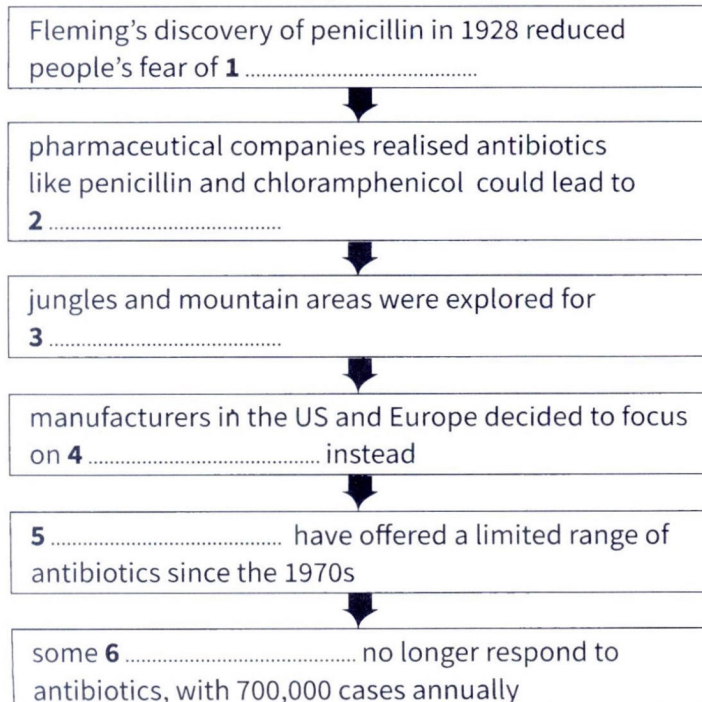 Fleming’s discovery of penicillin in 1928 reduced
people’s fear of 1 ..........................................
pharmaceutical companies realised antibiotics
like penicillin and chloramphenicol could lead to
2 ..........................................
jungles and mountain areas were explored for
3 ..........................................
manufacturers in the US and Europe decided to focus
on 4 .......................................... instead
5 .......................................... have offered a limited range of
antibiotics since the 1970s
some 6 .......................................... no longer respond to
antibiotics, with 700,000 cases annually